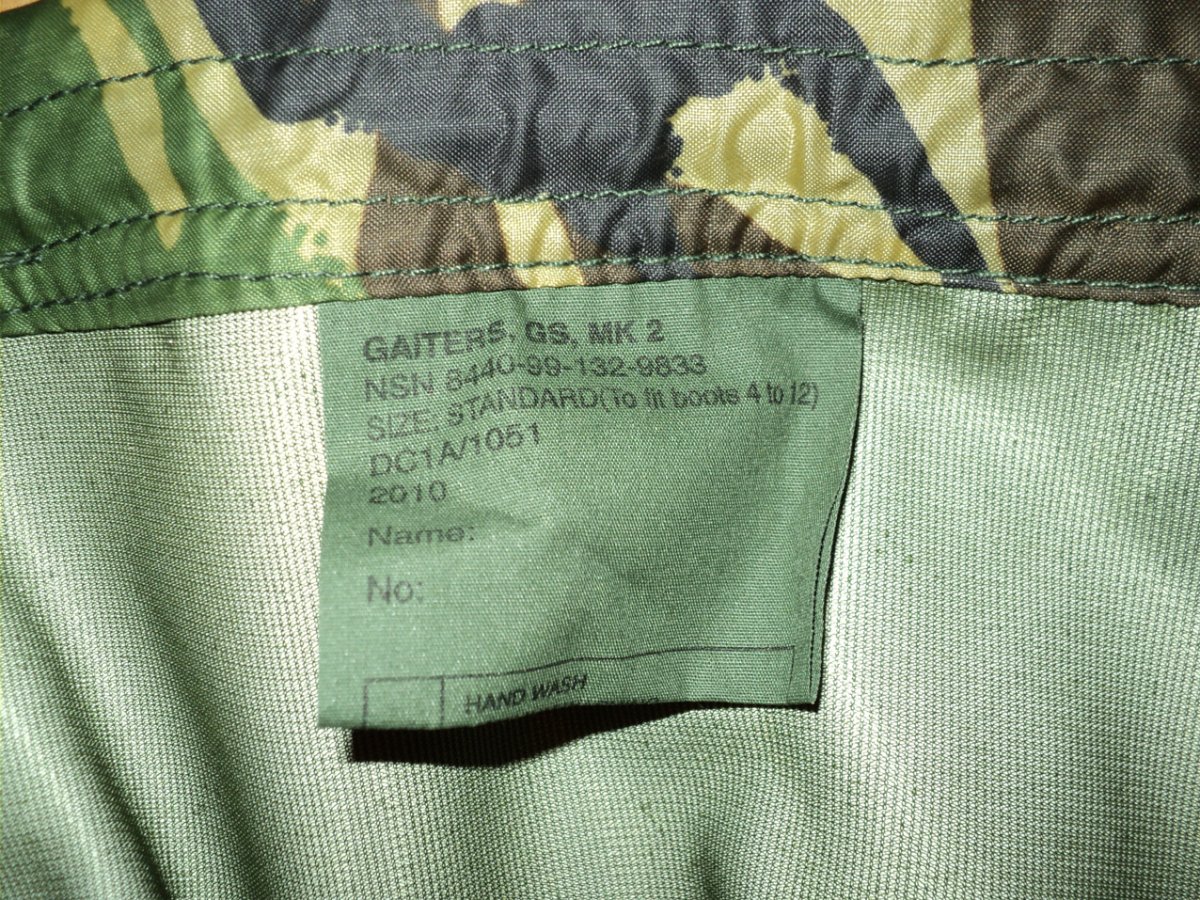 GAITERS, GS, MK 2
NSN 8440-99-132-9833
SIZE: STANDARD(To fit boots 4 to 12)
DC1A/1051
2010
Name:
No:
HAND WASH